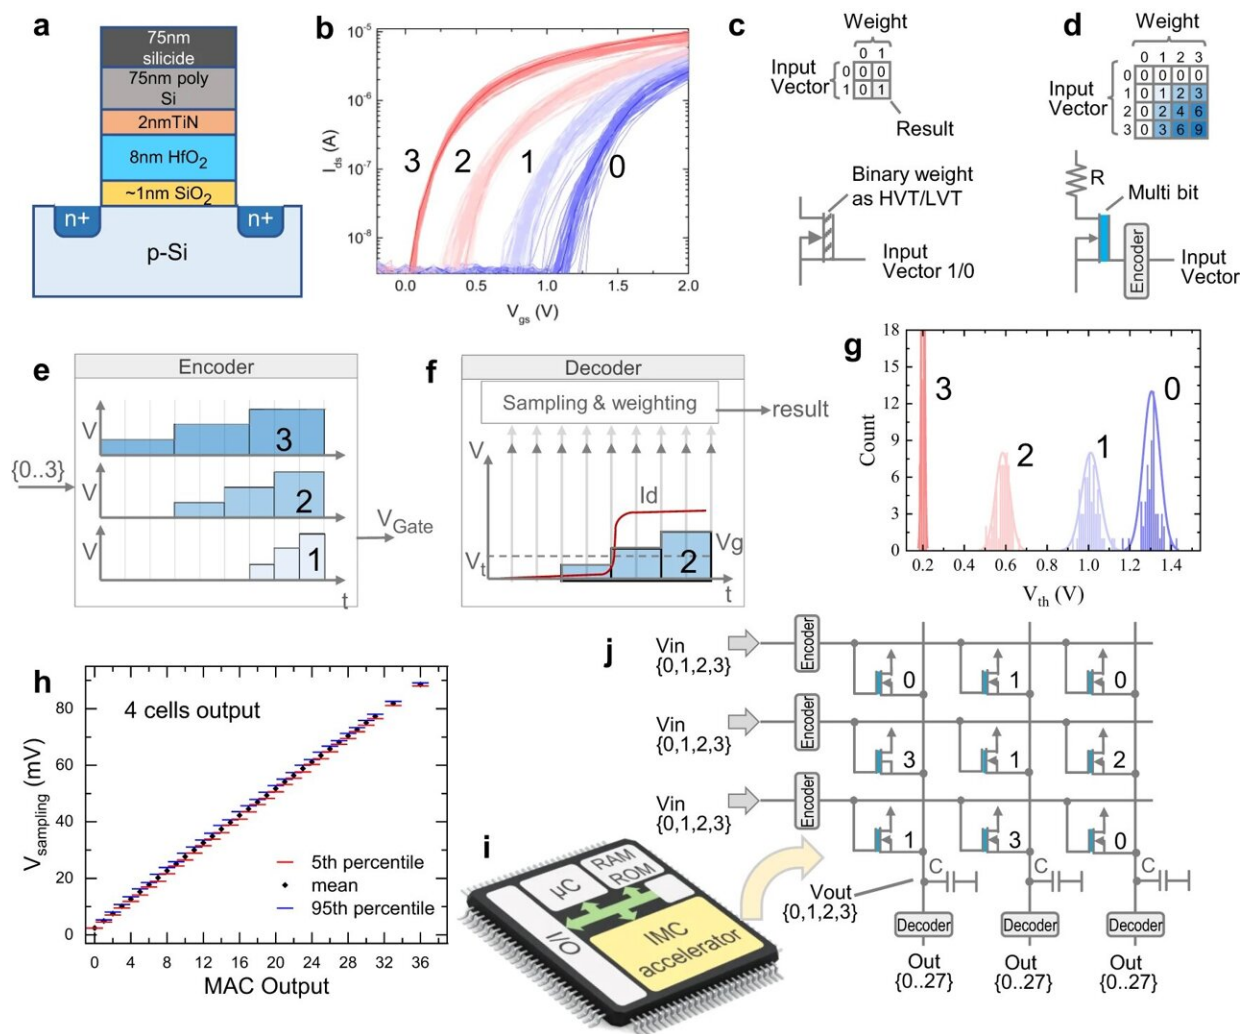 a
75nm
silicide
75nm poly
Si
2nmTiN
8nm HfO₂
~1nm SiO₂
n+
n+
p-Si
b
I_ds (A)
10⁻⁵
10⁻⁶
10⁻⁷
10⁻⁸
3
2
1
0
0.0
0.5
1.0
1.5
2.0
V_gs (V)
c
Weight
0 1
Input
Vector
0 0 0
1 0 1
Result
Binary weight
as HVT/LVT
Input
Vector 1/0
d
Weight
0 1 2 3
Input
Vector
0 0 0 0 0
1 0 1 2 3
2 0 2 4 6
3 0 3 6 9
R
Multi bit
Encoder
Input
Vector
e
Encoder
V
3
{0..3}
V
2
V
1
t
V_Gate
f
Decoder
Sampling & weighting
result
V
Id
V_t
Vg
2
t
g
Count
18
15
12
9
6
3
0
3
2
1
0
0.2
0.4
0.6
0.8
1.0
1.2
1.4
V_th (V)
h
4 cells output
V_sampling (mV)
80
60
40
20
0
5th percentile
mean
95th percentile
0
4
8
12
16
20
24
28
32
36
MAC Output
i
µC
RAM
ROM
I/O
IMC
accelerator
j
Vin
{0,1,2,3}
Encoder
0
1
0
Vin
{0,1,2,3}
Encoder
3
1
2
Vin
{0,1,2,3}
Encoder
1
3
0
C
C
C
Vout
{0,1,2,3}
Decoder
Decoder
Decoder
Out
{0..27}
Out
{0..27}
Out
{0..27}